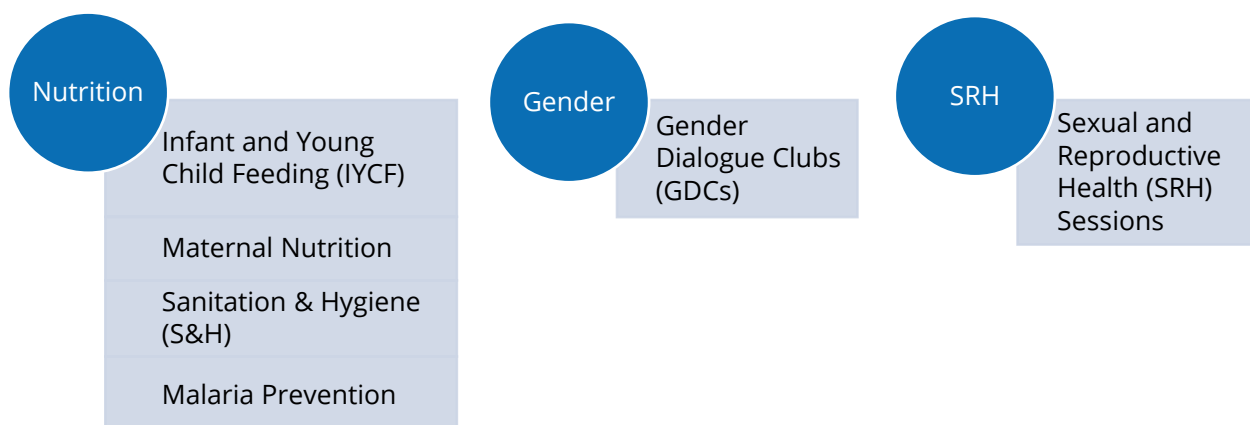 Nutrition
Infant and Young
Child Feeding (IYCF)
Maternal Nutrition
Sanitation & Hygiene
(S&H)
Malaria Prevention
Gender
Gender
Dialogue Clubs
(GDCs)
SRH
Sexual and
Reproductive
Health (SRH)
Sessions